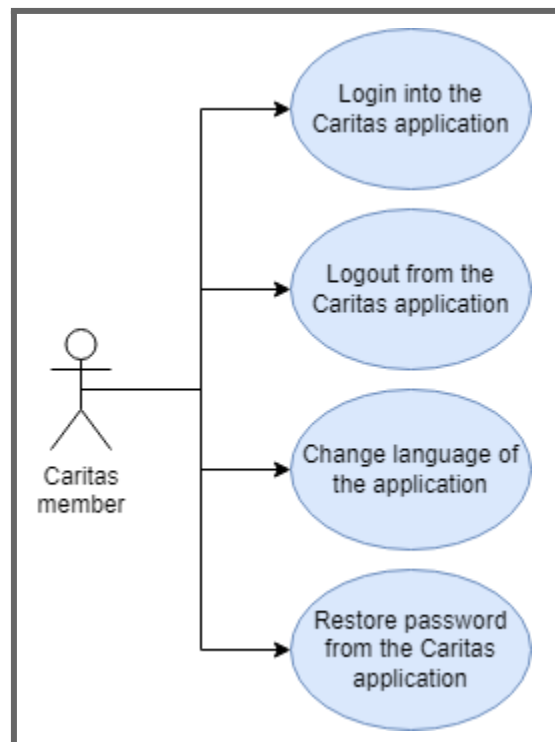 Login into the
Caritas application
Logout from the
Caritas application
Caritas
member
Change language of
the application
Restore password
from the Caritas
application